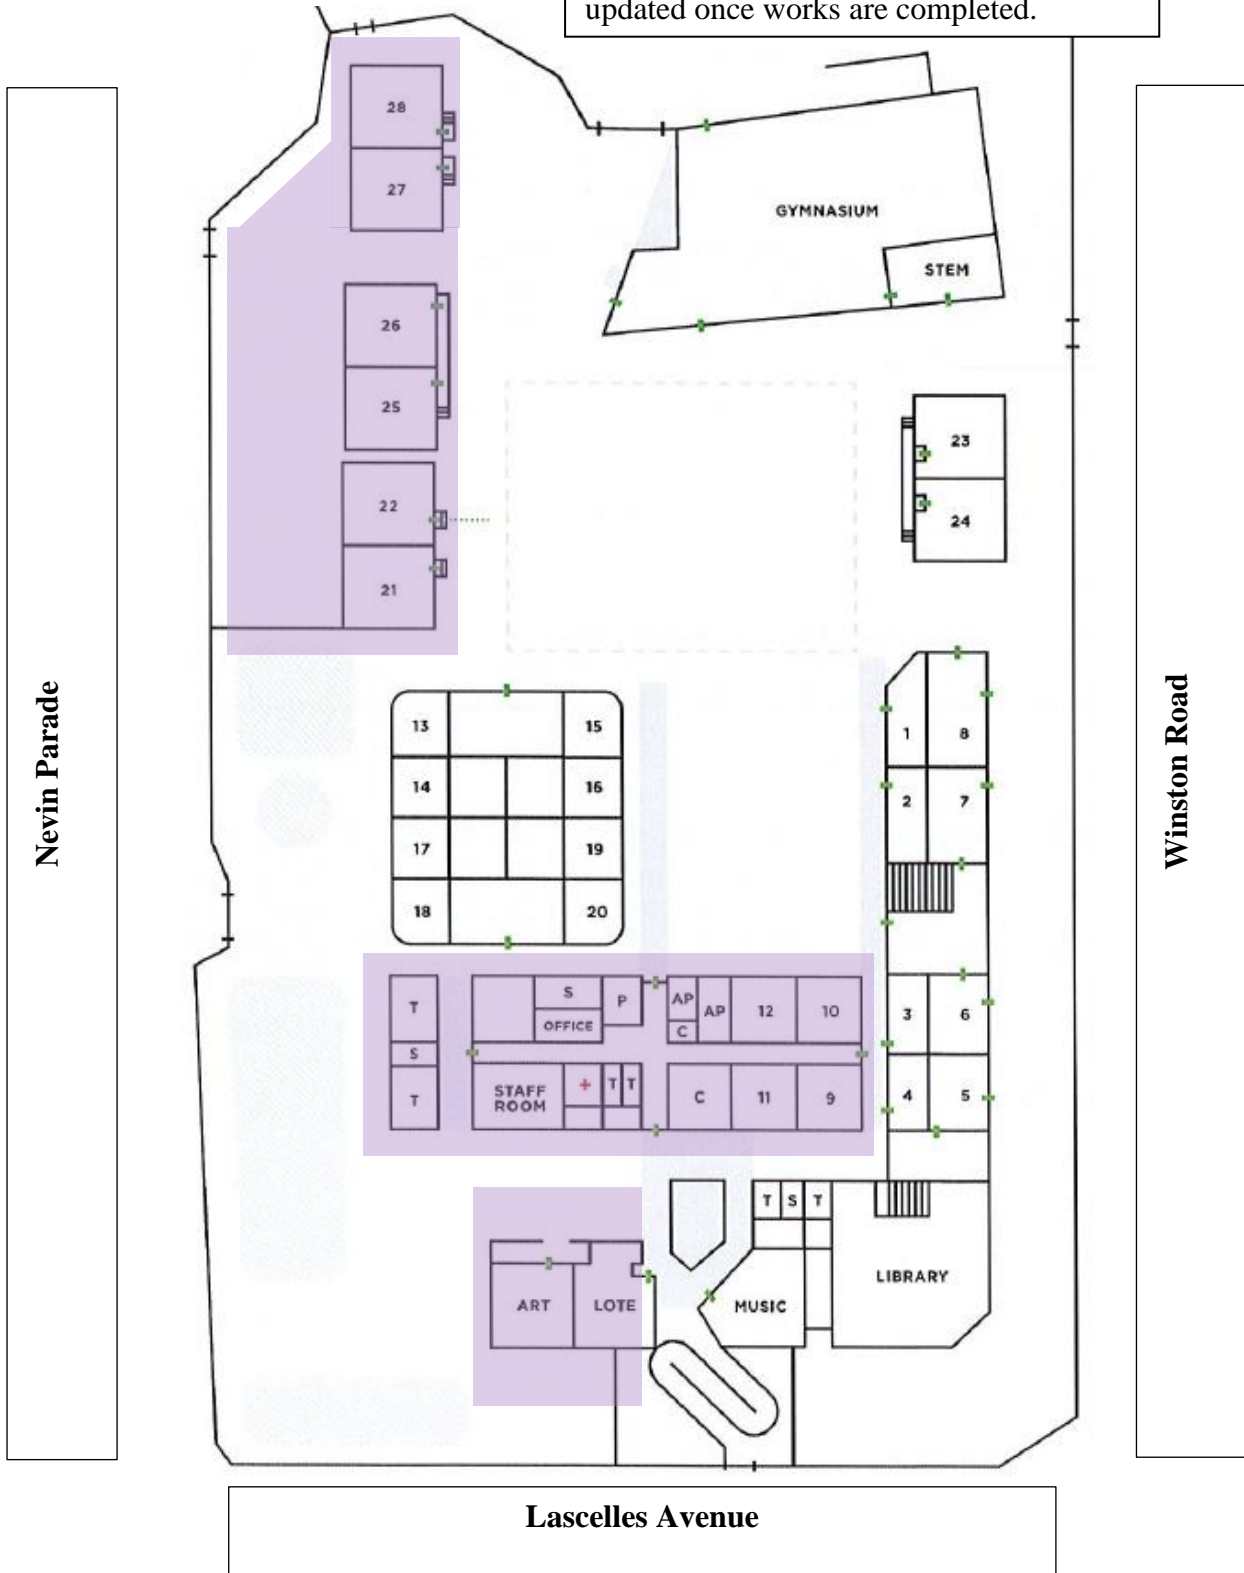 updated once works are completed.
28
27
GYMNASIUM
STEM
26
25
23
22
24
21
Nevin Parade
Winston Road
13
15
1
8
14
16
2
7
17
19
18
20
T
S
P
AP
AP
12
10
3
6
OFFICE
C
S
T
STAFF
ROOM
T
T
C
11
9
4
5
T
S
T
ART
LOTE
MUSIC
LIBRARY
Lascelles Avenue